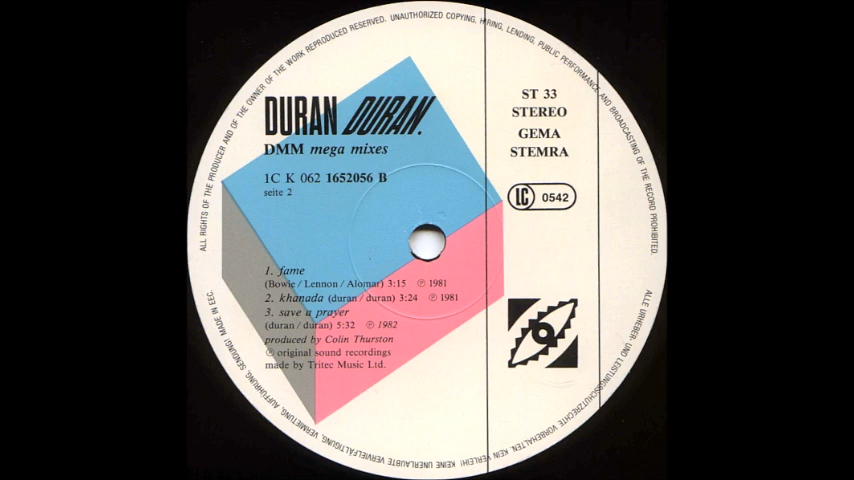 ALL RIGHTS OF THE PRODUCER AND OF THE OWNER OF THE WORK REPRODUCED RESERVED. UNAUTHORIZED COPYING, HIRING, LENDING, PUBLIC PERFORMANCE AND BROADCASTING OF THE RECORD PROHIBITED.
DURAN DURAN.
DMM mega mixes
1C K 062 1652056 B
seite 2
ST 33
STEREO
GEMA
STEMRA
LC 0542
1. fame
(Bowie / Lennon / Alomar) 3:15 ℗ 1981
2. khanada (duran / duran) 3:24 ℗ 1981
3. save a prayer
(duran / duran) 5:32 ℗ 1982
produced by Colin Thurston
℗ original sound recordings
made by Tritec Music Ltd.
ALLE URHEBER- UND LEISTUNGSSCHUTZRECHTE VORBEHALTEN. KEIN VERLEIH! KEINE UNERLAUBTE VERVIELFÄLTIGUNG, VERMIETUNG, AUFFÜHRUNG, SENDUNG! MADE IN EEC.